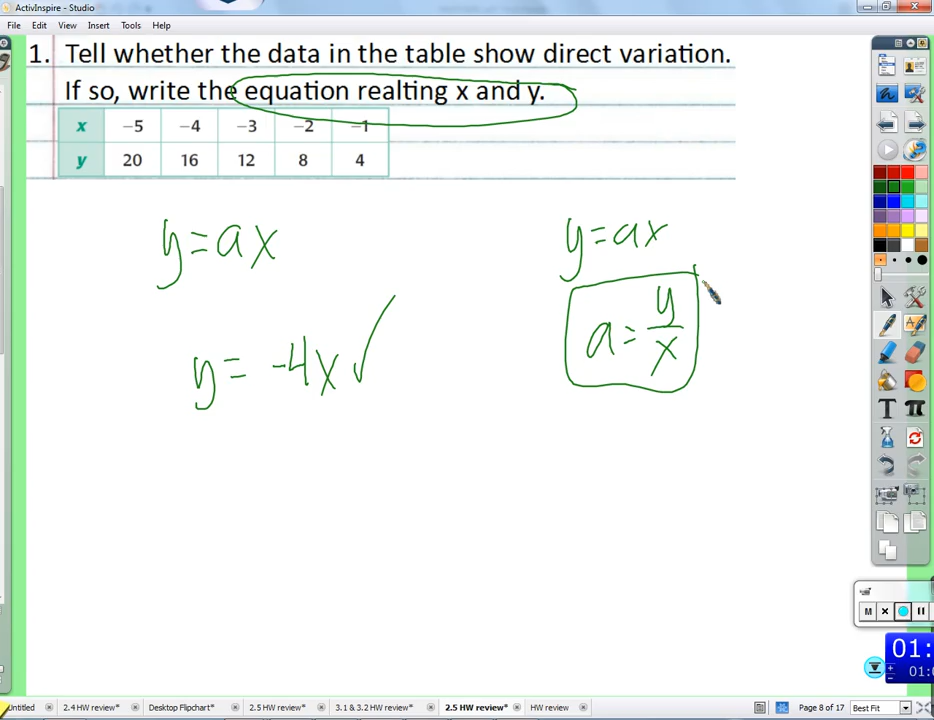 ActivInspire - Studio
File Edit View Insert Tools Help
1. Tell whether the data in the table show direct variation.
If so, write the equation realting x and y.
x −5 −4 −3 −2 −1
y 20 16 12 8 4
y = ax
y = ax
a = y/x
y = -4x ✓
M
01:
01:0
Untitled 2.4 HW review* Desktop Flipchart* 2.5 HW review* 3.1 & 3.2 HW review* 2.5 HW review* HW review Page 8 of 17 Best Fit